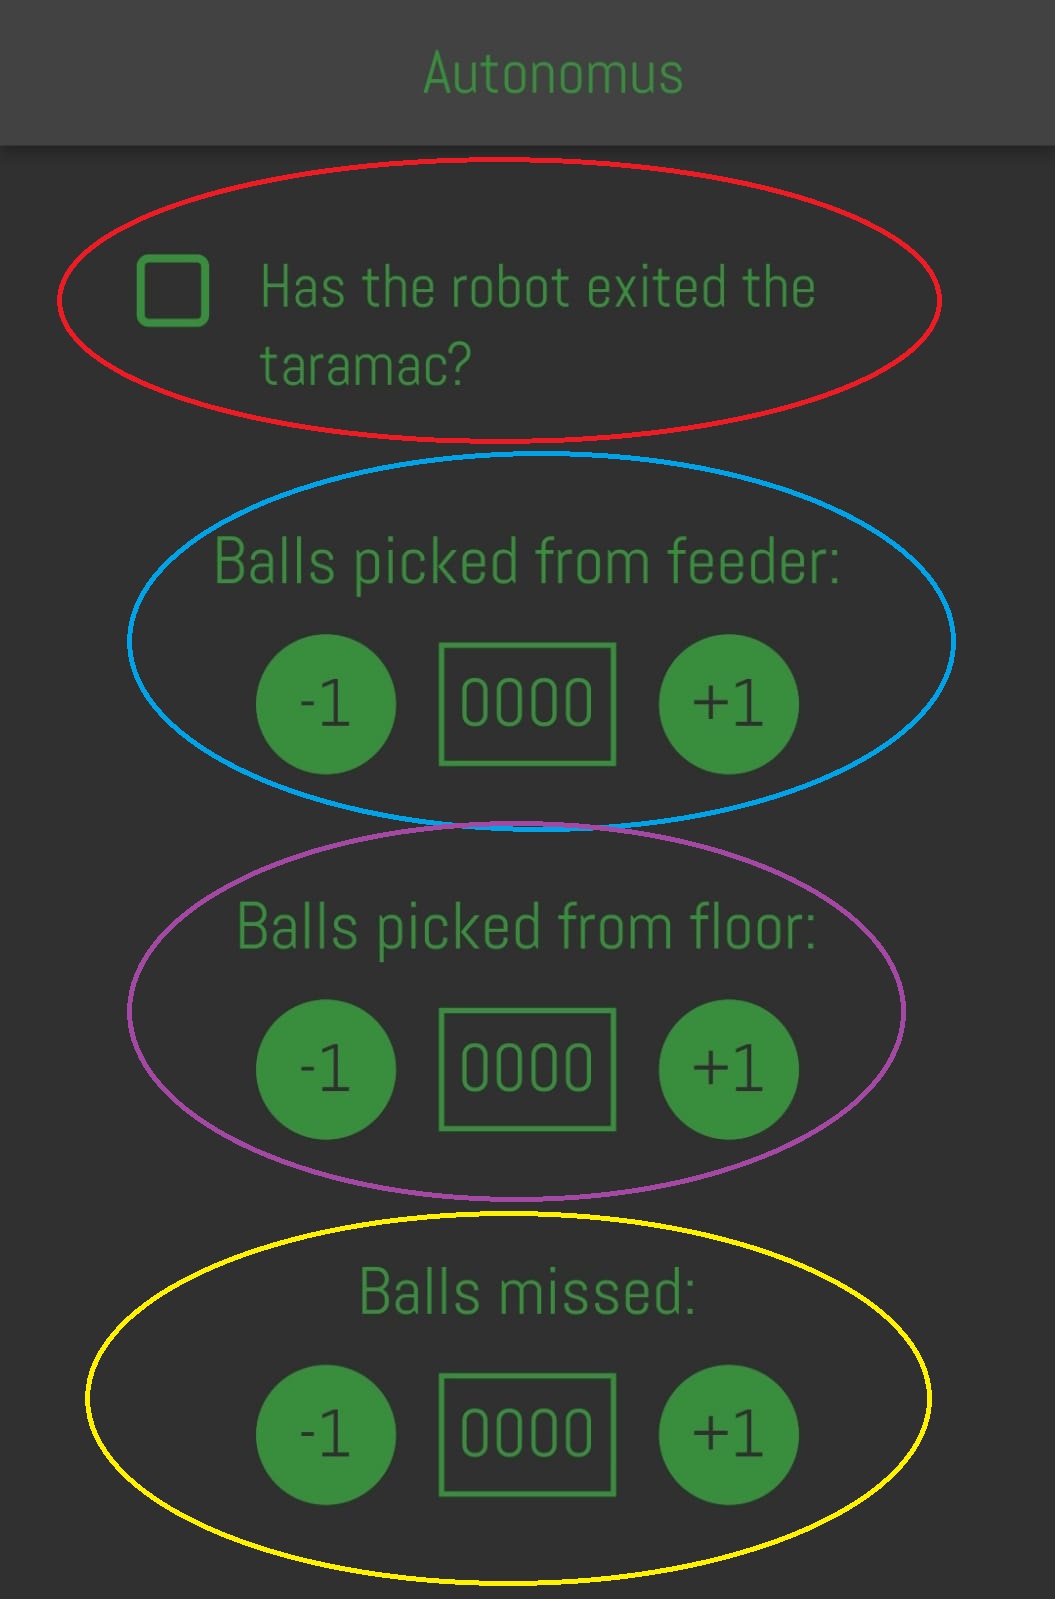 Autonomus
Has the robot exited the
taramac?
Balls picked from feeder:
-1 0000 +1
Balls picked from floor:
-1 0000 +1
Balls missed:
-1 0000 +1